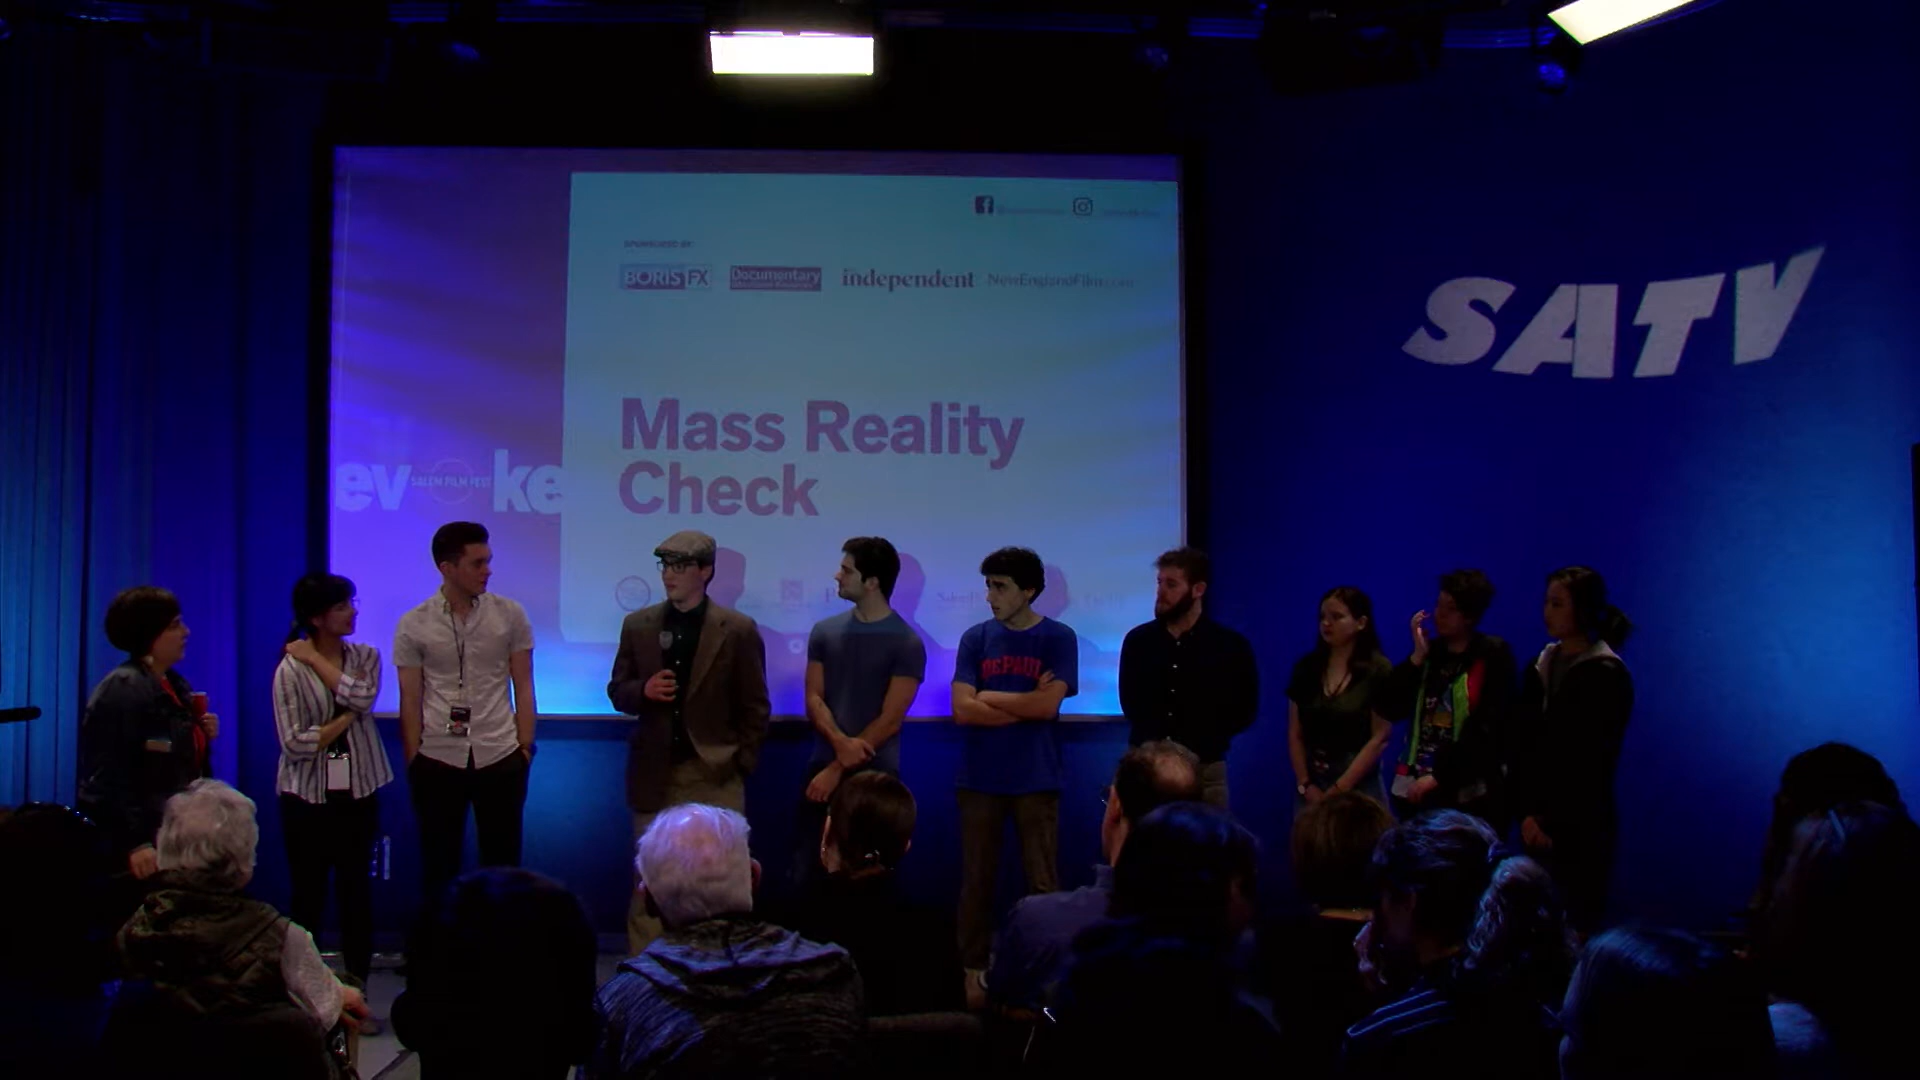 SPONSORED BY
BORIS FX Documentary independent NewEnglandFilm.com
SATV
Mass Reality
Check
ev SALEM FILM FEST ke
DEPAUL